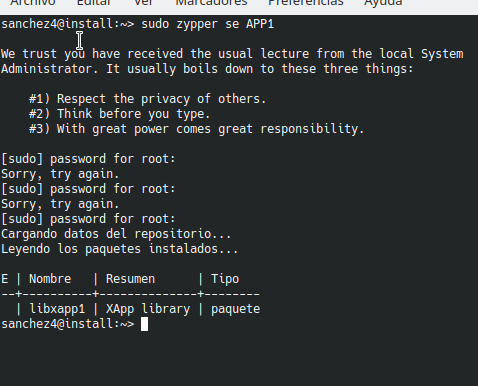 Archivo Editar Ver Marcadores Preferencias Ayuda
sanchez4@install:~> sudo zypper se APP1
We trust you have received the usual lecture from the local System
Administrator. It usually boils down to these three things:
#1) Respect the privacy of others.
#2) Think before you type.
#3) With great power comes great responsibility.
[sudo] password for root:
Sorry, try again.
[sudo] password for root:
Sorry, try again.
[sudo] password for root:
Cargando datos del repositorio...
Leyendo los paquetes instalados...
E | Nombre | Resumen | Tipo
--+----------+--------------+--------
| libxapp1 | XApp library | paquete
sanchez4@install:~>